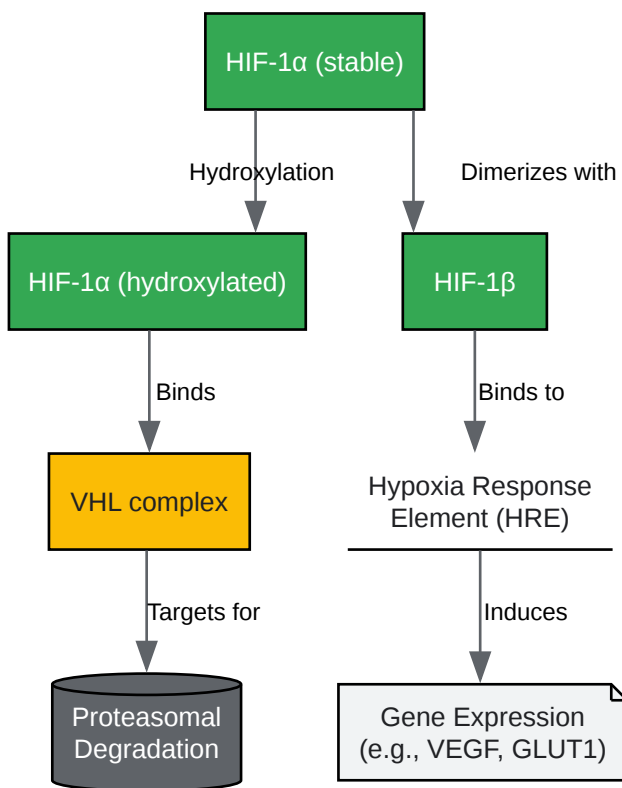 HIF-1α (stable)
Hydroxylation
Dimerizes with
HIF-1α (hydroxylated)
HIF-1β
Binds
Binds to
VHL complex
Hypoxia Response
Element (HRE)
Targets for
Induces
Proteasomal
Degradation
Gene Expression
(e.g., VEGF, GLUT1)